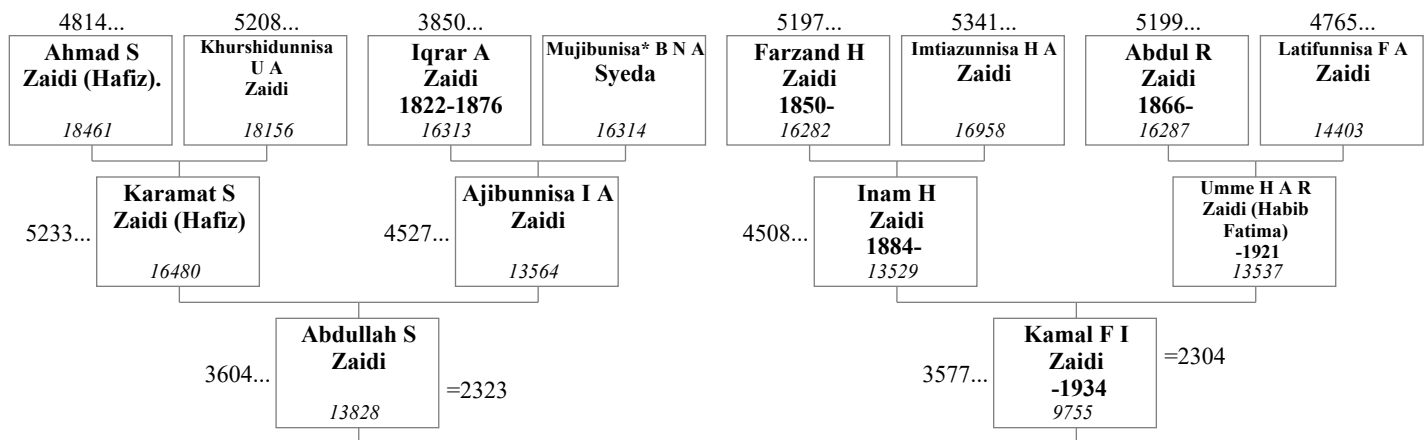 4814...
5208...
3850...
5197...
5341...
5199...
4765...
Ahmad S
Zaidi (Hafiz).
18461
Khurshidunnisa
U A
Zaidi
18156
Iqrar A
Zaidi
1822-1876
16313
Mujibunisa* B N A
Syeda
16314
Farzand H
Zaidi
1850-
16282
Imtiazunnisa H A
Zaidi
16958
Abdul R
Zaidi
1866-
16287
Latifunnisa F A
Zaidi
14403
5233...
Karamat S
Zaidi (Hafiz)
16480
4527...
Ajibunnisa I A
Zaidi
13564
4508...
Inam H
Zaidi
1884-
13529
Umme H A R
Zaidi (Habib
Fatima)
-1921
13537
3604...
Abdullah S
Zaidi
13828
=2323
3577...
Kamal F I
Zaidi
-1934
9755
=2304